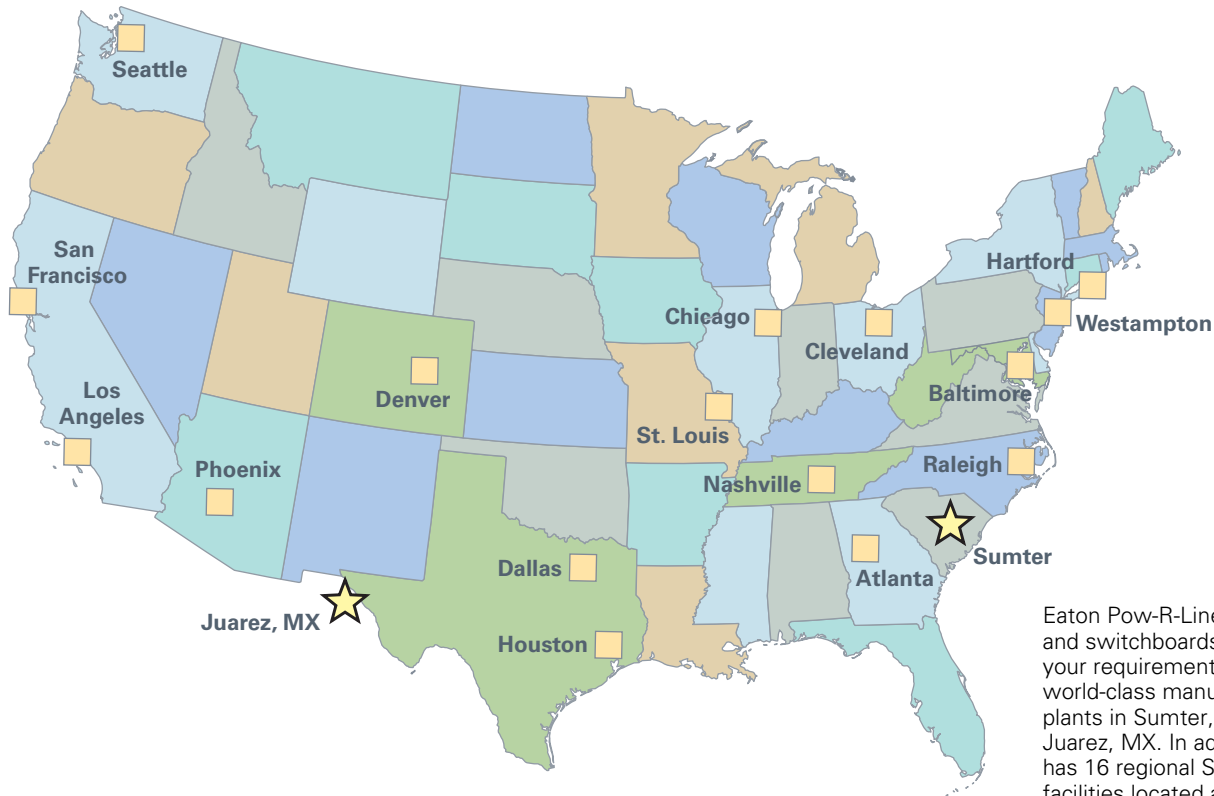 Seattle
San
Francisco
Los
Angeles
Phoenix
Denver
Juarez, MX
Dallas
Houston
St. Louis
Chicago
Nashville
Cleveland
Atlanta
Sumter
Raleigh
Baltimore
Hartford
Westampton
Eaton Pow-R-Line
and switchboards
your requirement
world-class manu
plants in Sumter,
Juarez, MX. In ad
has 16 regional S
facilities located a